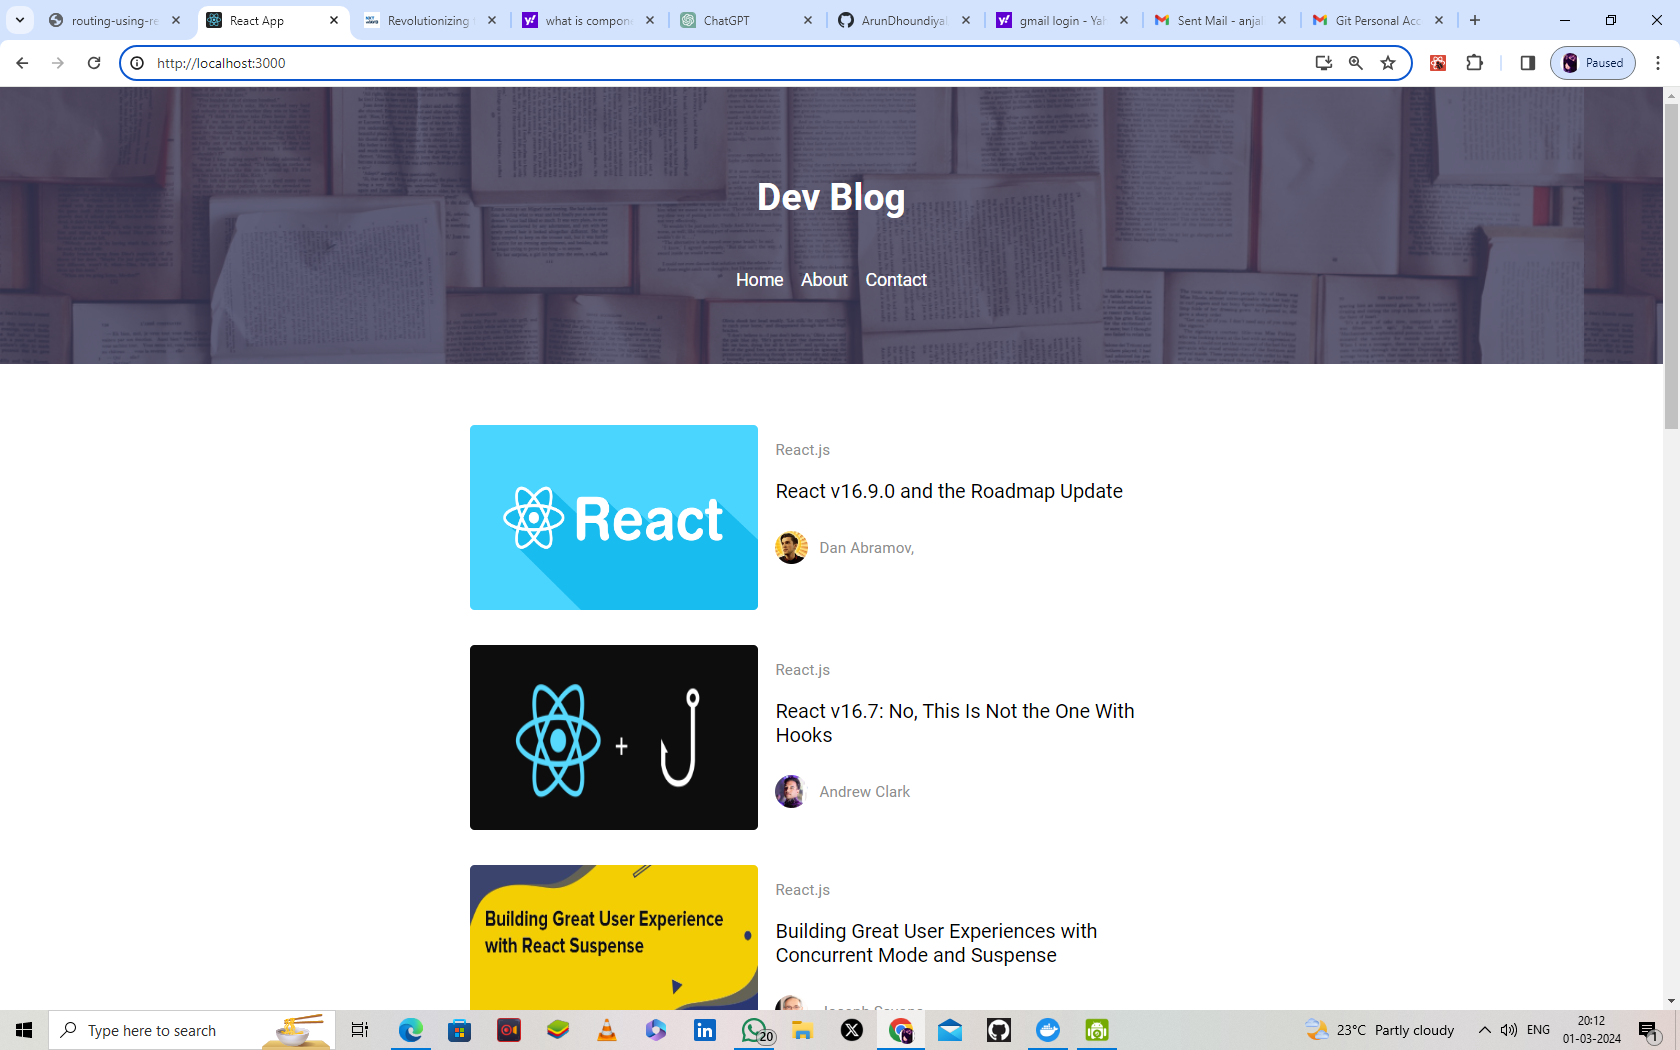 routing-using-re
React App
Revolutionizing
what is compone
ChatGPT
ArunDhoundiyal
gmail login - Yah
Sent Mail - anjal
Git Personal Acc
http://localhost:3000
Paused
Dev Blog
Home About Contact
React
React.js
React v16.9.0 and the Roadmap Update
Dan Abramov,
+
React.js
React v16.7: No, This Is Not the One With
Hooks
Andrew Clark
Building Great User Experience
with React Suspense
React.js
Building Great User Experiences with
Concurrent Mode and Suspense
Type here to search
20
23°C Partly cloudy
ENG
20:12
01-03-2024
1